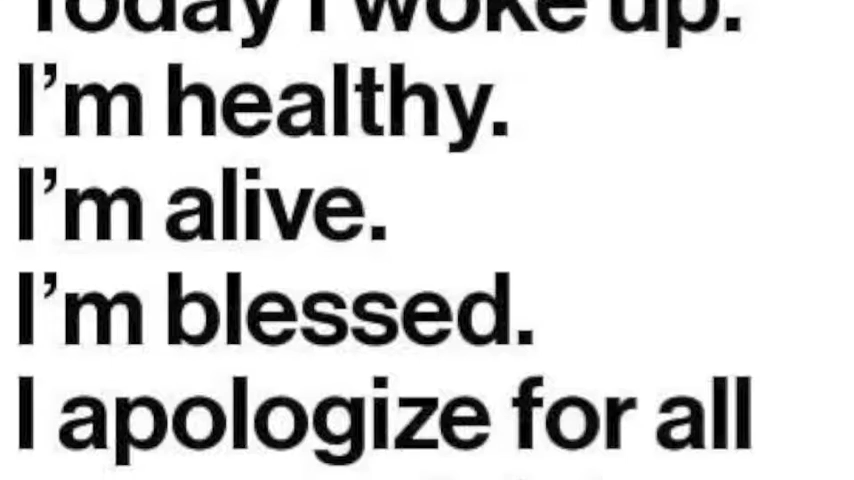 Today I woke up.
I’m healthy.
I’m alive.
I’m blessed.
I apologize for all